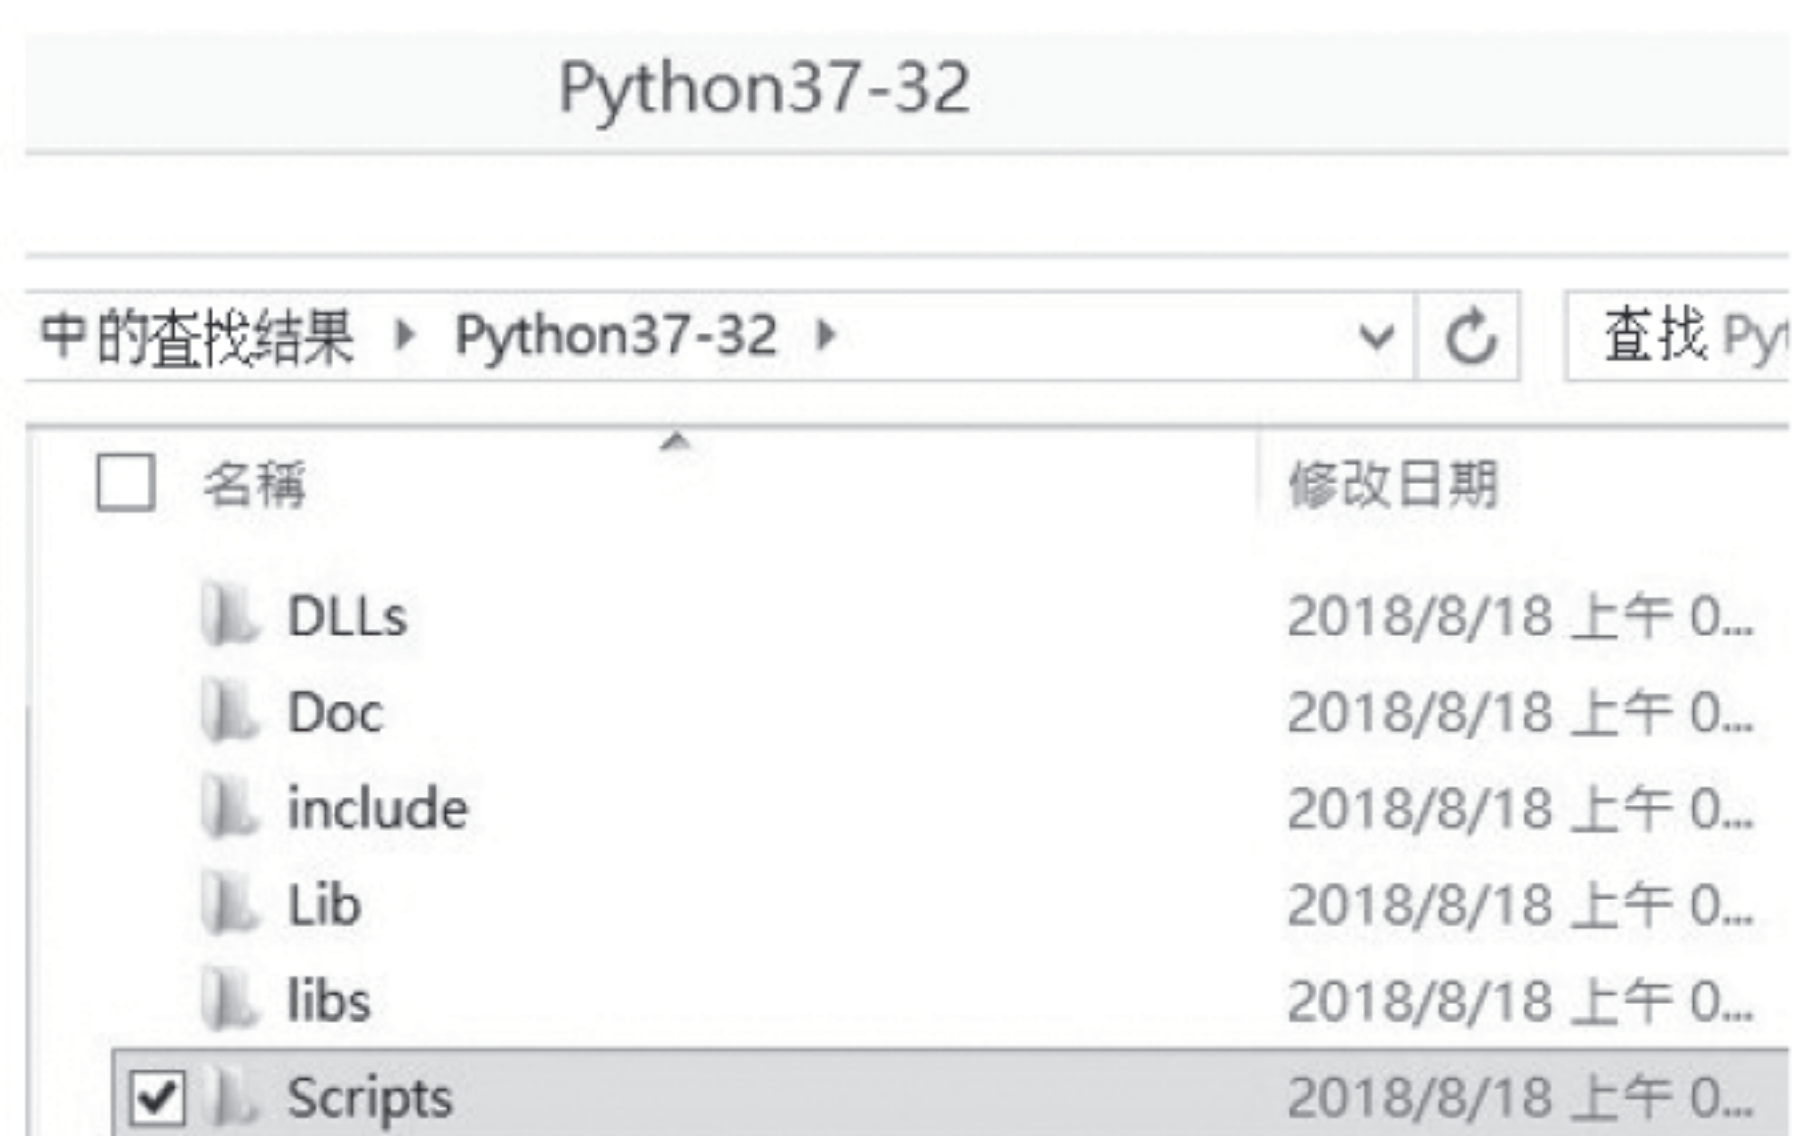 Python37-32
中的查找结果 Python37-32 查找 Py
名稱 修改日期
DLLs 2018/8/18 上午 0...
Doc 2018/8/18 上午 0...
include 2018/8/18 上午 0...
Lib 2018/8/18 上午 0...
libs 2018/8/18 上午 0...
Scripts 2018/8/18 上午 0...